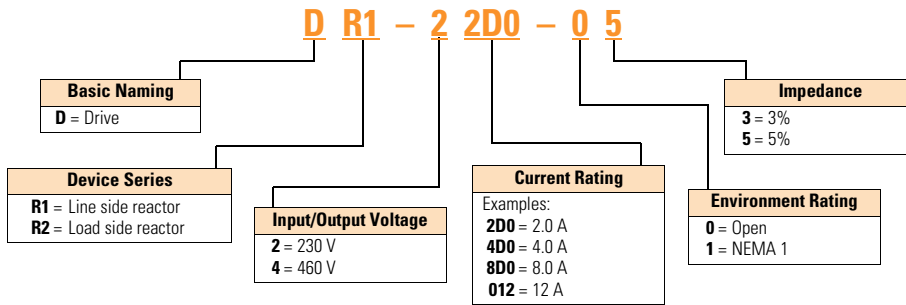 D R1 – 2 2D0 – 0 5
Basic Naming
D = Drive
Device Series
R1 = Line side reactor
R2 = Load side reactor
Input/Output Voltage
2 = 230 V
4 = 460 V
Current Rating
Examples:
2D0 = 2.0 A
4D0 = 4.0 A
8D0 = 8.0 A
012 = 12 A
Environment Rating
0 = Open
1 = NEMA 1
Impedance
3 = 3%
5 = 5%